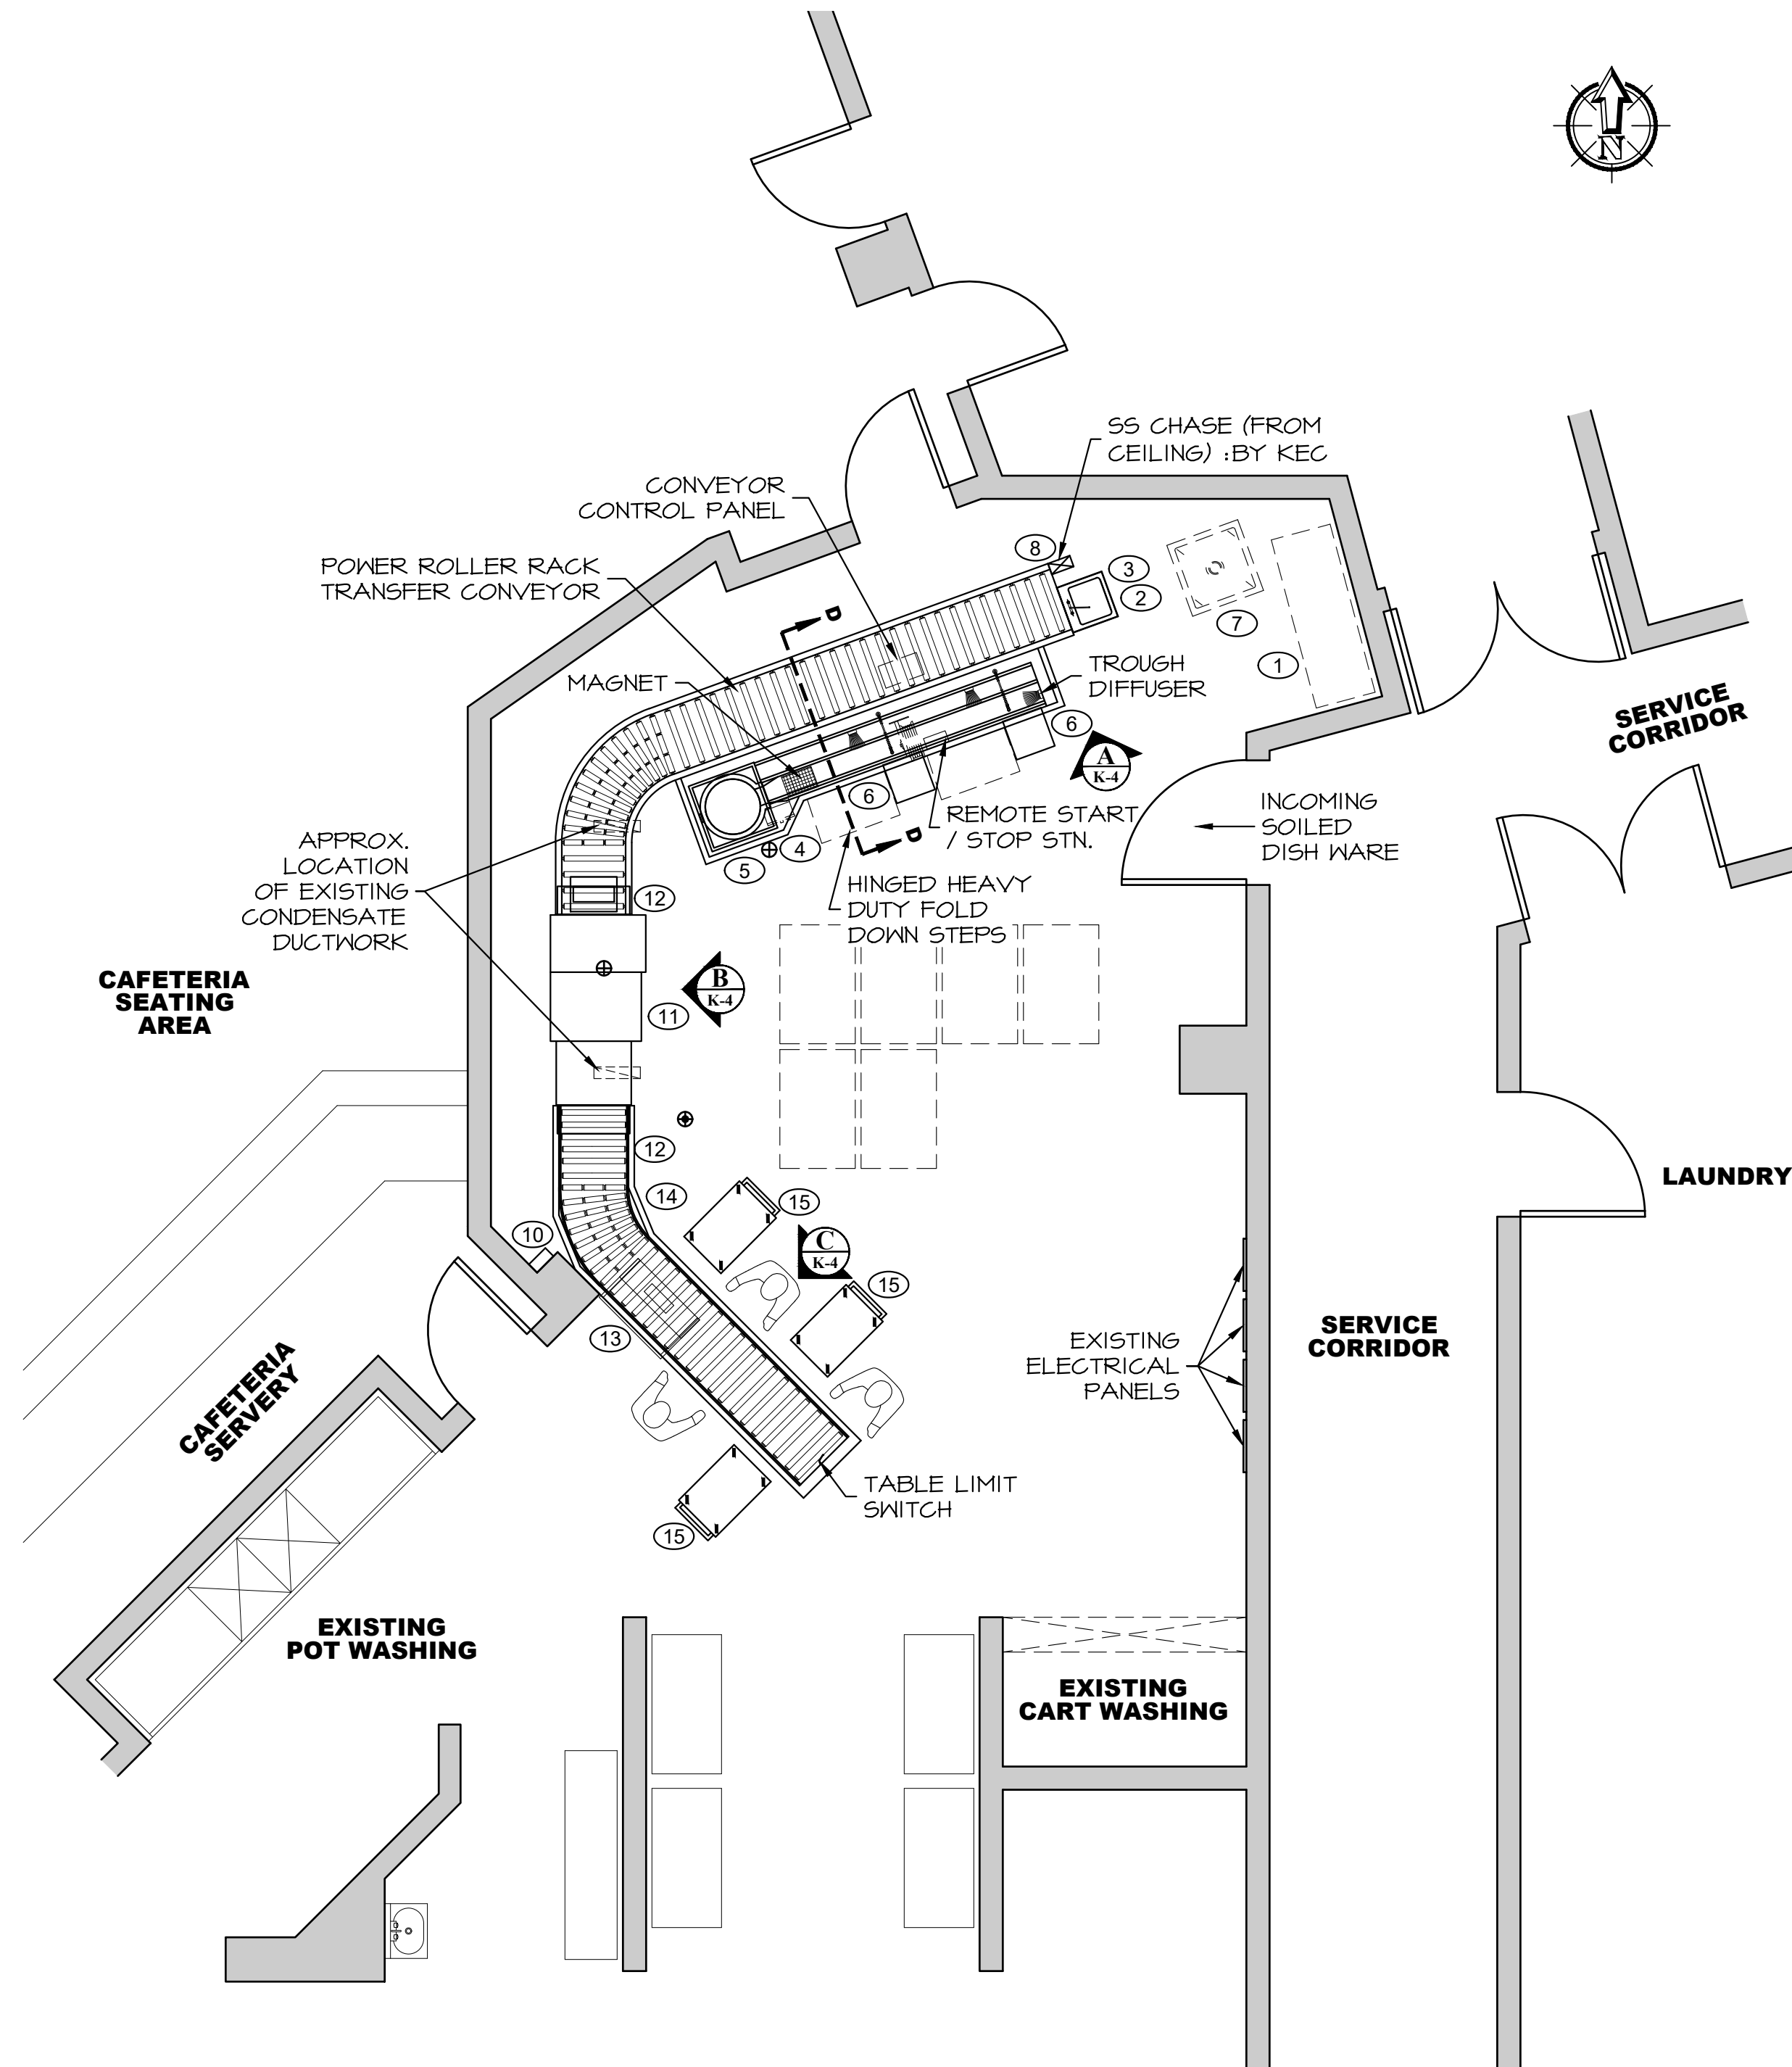 N
SS CHASE (FROM
CEILING) :BY KEC
CONVEYOR
CONTROL PANEL
POWER ROLLER RACK
TRANSFER CONVEYOR
8
3
2
7
1
D
MAGNET
TROUGH
DIFFUSER
6
A
K-4
SERVICE
CORRIDOR
6
REMOTE START
/ STOP STN.
D
4
5
INCOMING
SOILED
DISH WARE
APPROX.
LOCATION
OF EXISTING
CONDENSATE
DUCTWORK
12
HINGED HEAVY
DUTY FOLD
DOWN STEPS
CAFETERIA
SEATING
AREA
B
K-4
11
12
14
15
LAUNDRY
10
C
K-4
15
13
EXISTING
ELECTRICAL
PANELS
SERVICE
CORRIDOR
CAFETERIA
SERVERY
TABLE LIMIT
SWITCH
15
EXISTING
POT WASHING
EXISTING
CART WASHING